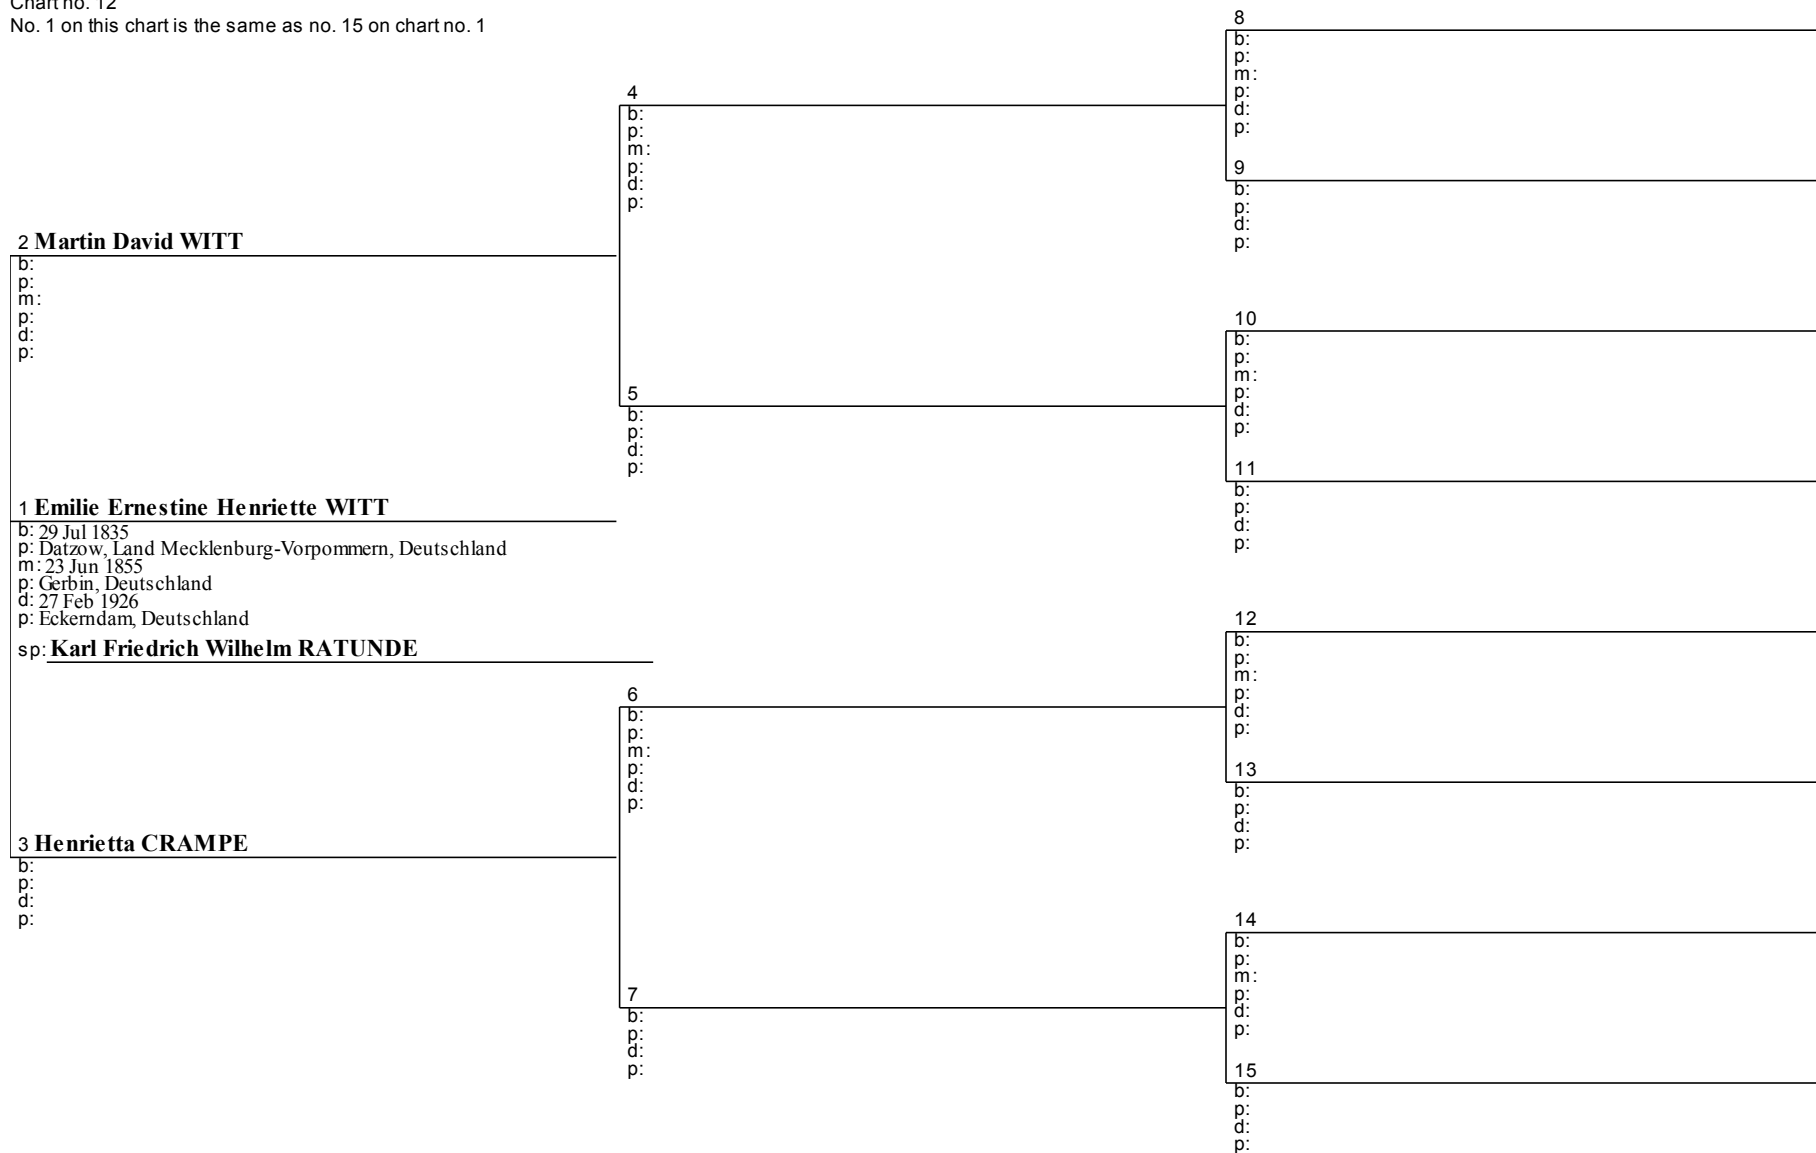 Chart no. 12
No. 1 on this chart is the same as no. 15 on chart no. 1
2 Martin David WITT
b:
p:
m:
p:
d:
p:
1 Emilie Ernestine Henriette WITT
b: 29 Jul 1835
p: Datzow, Land Mecklenburg-Vorpommern, Deutschland
m: 23 Jun 1855
p: Gerbin, Deutschland
d: 27 Feb 1926
p: Eckerndam, Deutschland
sp: Karl Friedrich Wilhelm RATUNDE
3 Henrietta CRAMPE
b:
p:
d:
p:
4
b:
p:
m:
p:
d:
p:
5
b:
p:
d:
p:
6
b:
p:
m:
p:
d:
p:
7
b:
p:
d:
p:
8
b:
p:
m:
p:
d:
p:
9
b:
p:
d:
p:
10
b:
p:
m:
p:
d:
p:
11
b:
p:
d:
p:
12
b:
p:
m:
p:
d:
p:
13
b:
p:
d:
p:
14
b:
p:
m:
p:
d:
p:
15
b:
p:
d:
p: